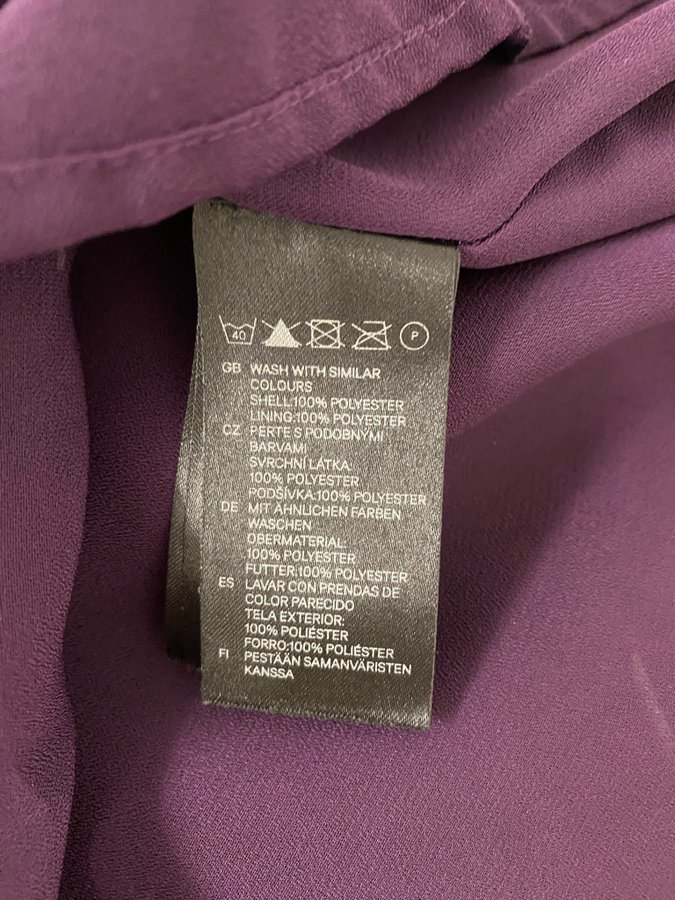 40 P
GB WASH WITH SIMILAR
COLOURS
SHELL:100% POLYESTER
LINING:100% POLYESTER
CZ PERTE S PODOBNÝMI
BARVAMI
SVRCHNÍ LÁTKA:
100% POLYESTER
PODŠÍVKA:100% POLYESTER
DE MIT ÄHNLICHEN FARBEN
WASCHEN
OBERMATERIAL:
100% POLYESTER
FUTTER:100% POLYESTER
ES LAVAR CON PRENDAS DE
COLOR PARECIDO
TELA EXTERIOR:
100% POLIÉSTER
FORRO:100% POLIÉSTER
FI PESTÄÄN SAMANVÄRISTEN
KANSSA